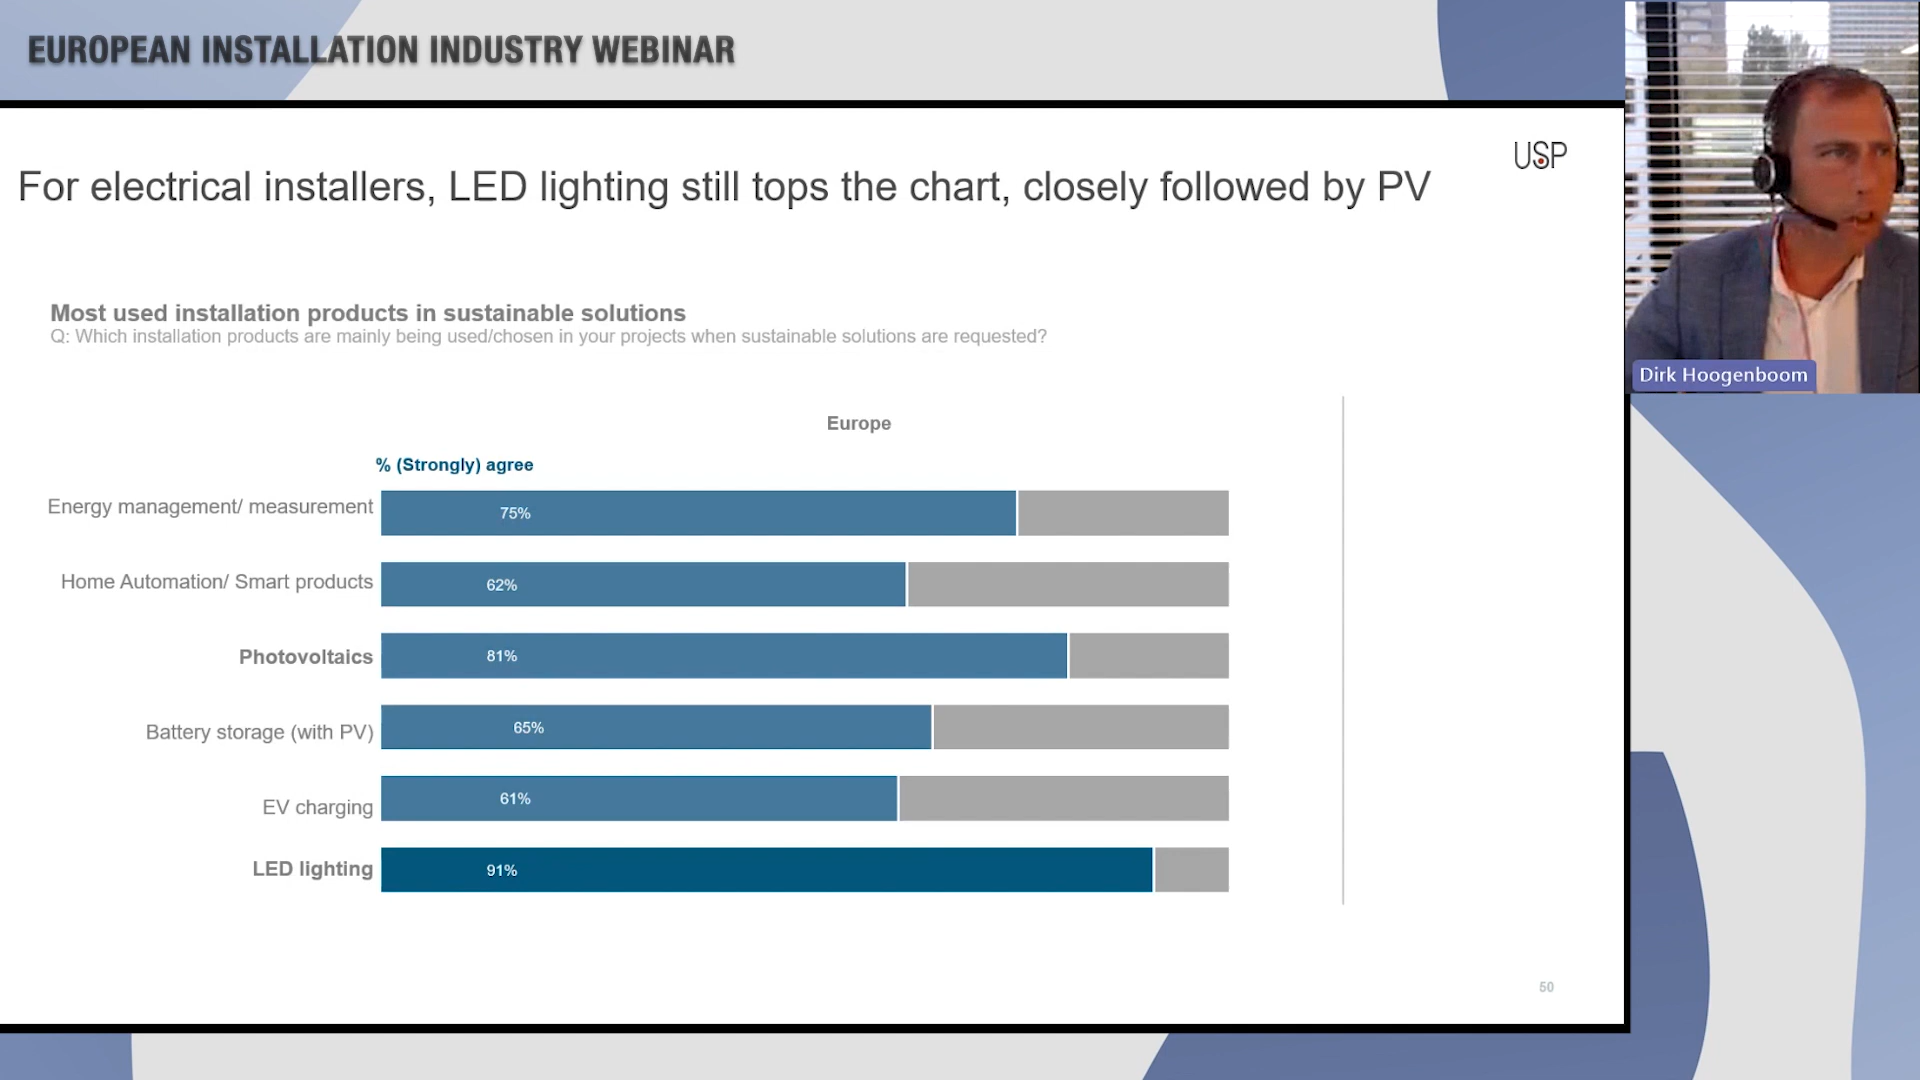 EUROPEAN INSTALLATION INDUSTRY WEBINAR
USP
For electrical installers, LED lighting still tops the chart, closely followed by PV
Most used installation products in sustainable solutions
Q: Which installation products are mainly being used/chosen in your projects when sustainable solutions are requested?
Dirk Hoogenboom
Europe
% (Strongly) agree
Energy management/ measurement 75%
Home Automation/ Smart products 62%
Photovoltaics 81%
Battery storage (with PV) 65%
EV charging 61%
LED lighting 91%
50